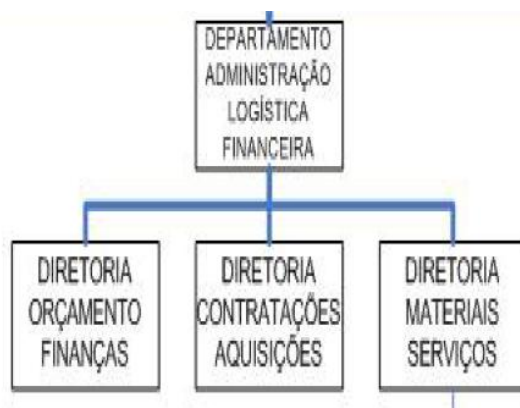 DEPARTAMENTO
ADMINISTRAÇÃO
LOGÍSTICA
FINANCEIRA
DIRETORIA
ORÇAMENTO
FINANÇAS
DIRETORIA
CONTRATAÇÕES
AQUISIÇÕES
DIRETORIA
MATERIAIS
SERVIÇOS